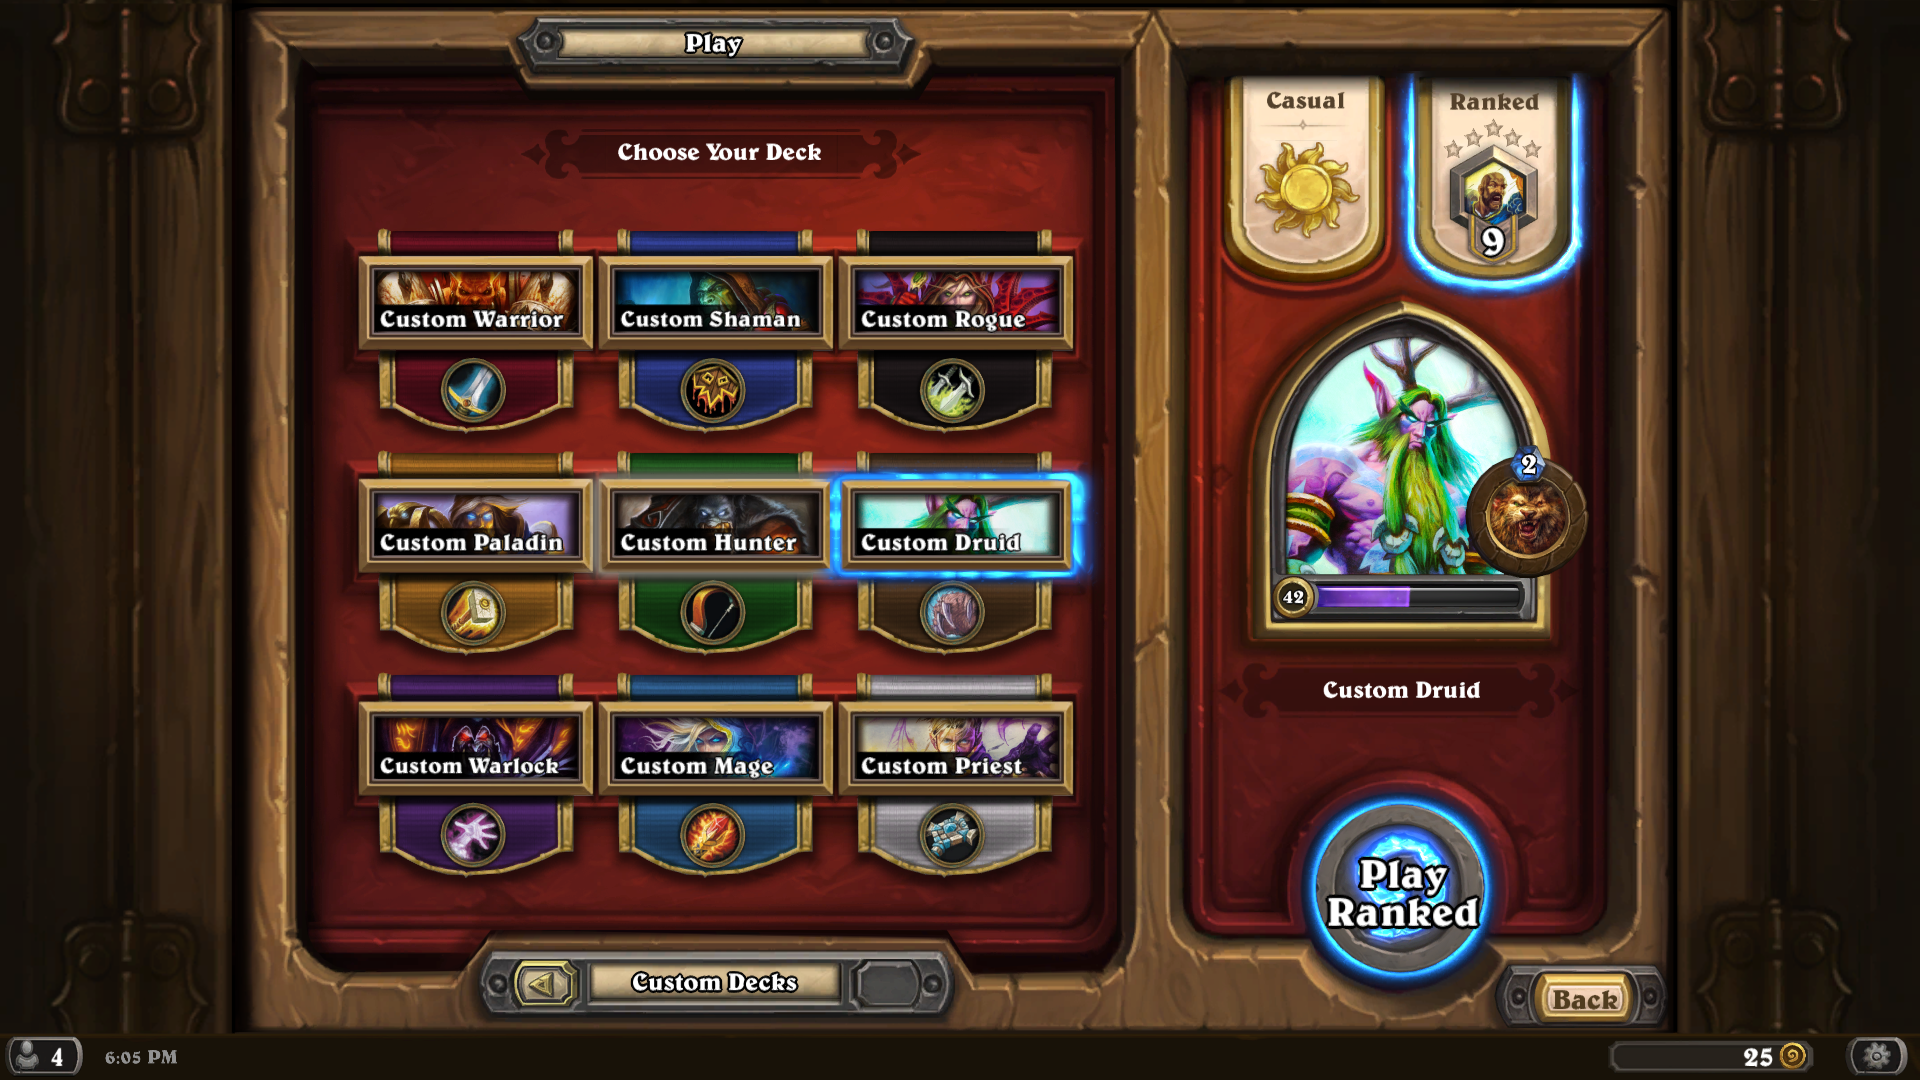 Play
Choose Your Deck
Custom Warrior
Custom Shaman
Custom Rogue
Custom Paladin
Custom Hunter
Custom Druid
Custom Warlock
Custom Mage
Custom Priest
Custom Decks
Casual
Ranked
9
2
42
Custom Druid
Play
Ranked
Back
4
6:05 PM
25